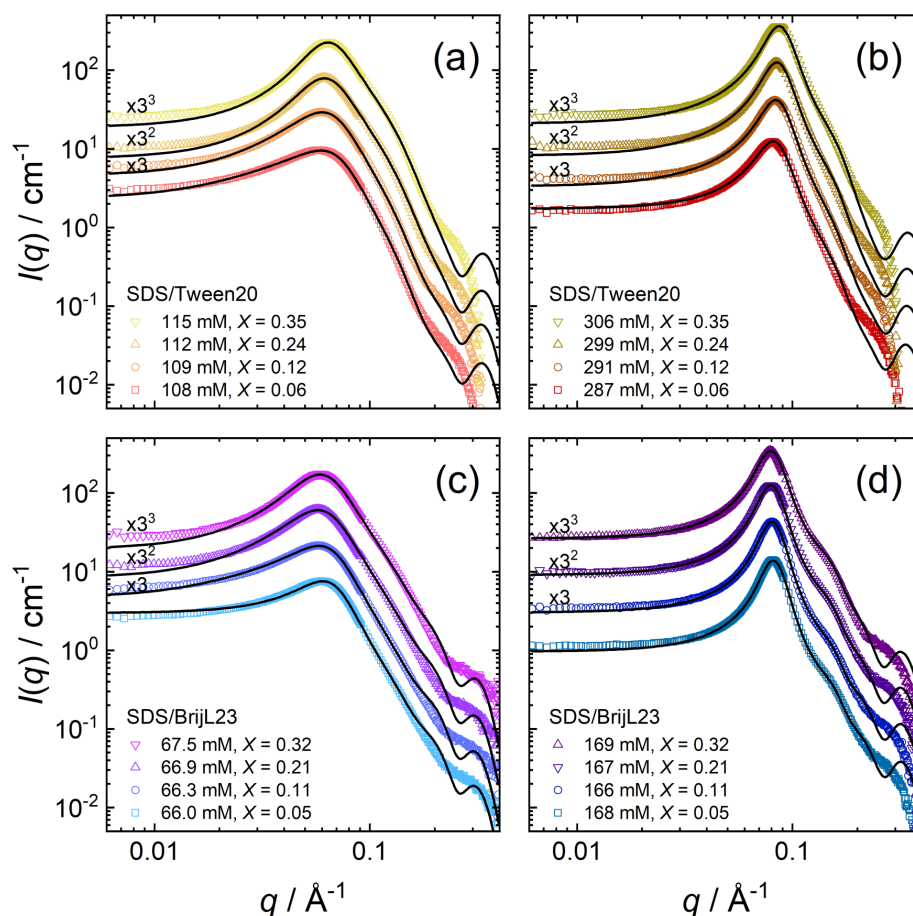 (a)
10²
10¹
10⁰
10⁻¹
10⁻²
I(q) / cm⁻¹
x3³
x3²
x3
SDS/Tween20
115 mM, X = 0.35
112 mM, X = 0.24
109 mM, X = 0.12
108 mM, X = 0.06
(b)
x3³
x3²
x3
SDS/Tween20
306 mM, X = 0.35
299 mM, X = 0.24
291 mM, X = 0.12
287 mM, X = 0.06
(c)
10²
10¹
10⁰
10⁻¹
10⁻²
I(q) / cm⁻¹
x3³
x3²
x3
SDS/BrijL23
67.5 mM, X = 0.32
66.9 mM, X = 0.21
66.3 mM, X = 0.11
66.0 mM, X = 0.05
0.01
0.1
q / Å⁻¹
(d)
x3³
x3²
x3
SDS/BrijL23
169 mM, X = 0.32
167 mM, X = 0.21
166 mM, X = 0.11
168 mM, X = 0.05
0.01
0.1
q / Å⁻¹